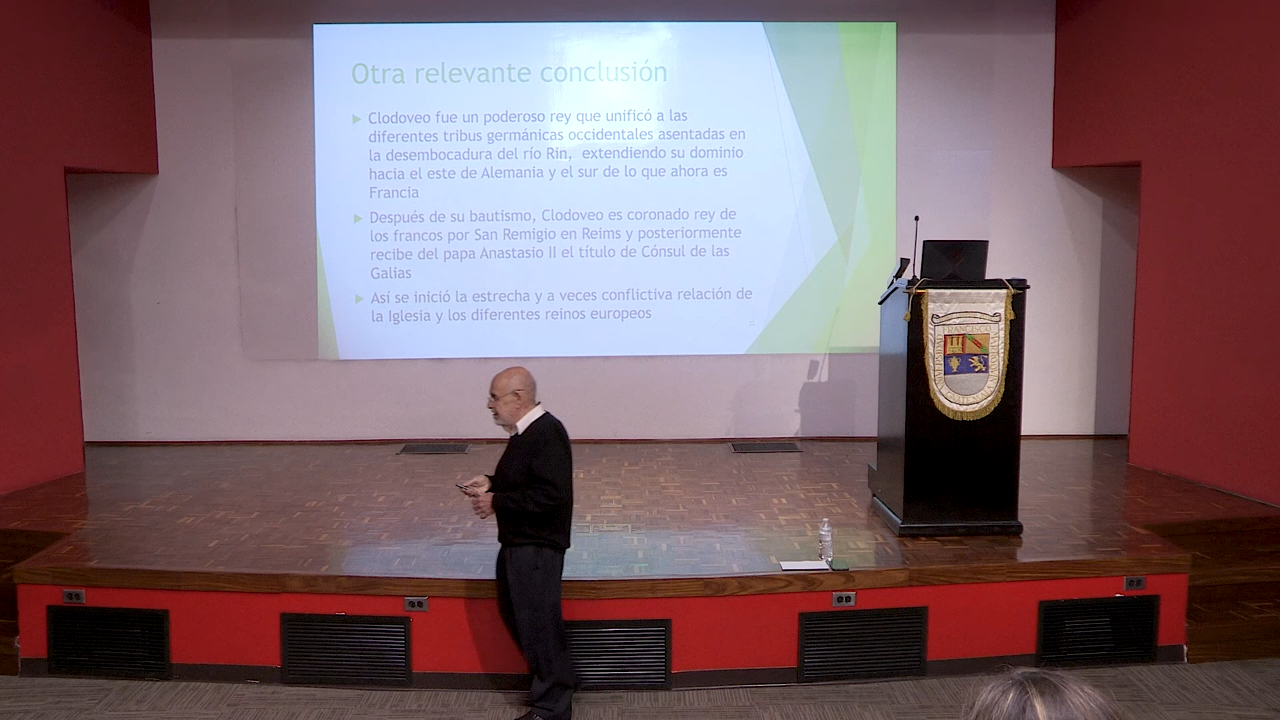 Otra relevante conclusión
Clodoveo fue un poderoso rey que unificó a las
diferentes tribus germánicas occidentales asentadas en
la desembocadura del río Rin, extendiendo su dominio
hacia el este de Alemania y el sur de lo que ahora es
Francia
Después de su bautismo, Clodoveo es coronado rey de
los francos por San Remigio en Reims y posteriormente
recibe del papa Anastasio II el título de Cónsul de las
Galias
Así se inició la estrecha y a veces conflictiva relación de
la Iglesia y los diferentes reinos europeos
FRANCISCO